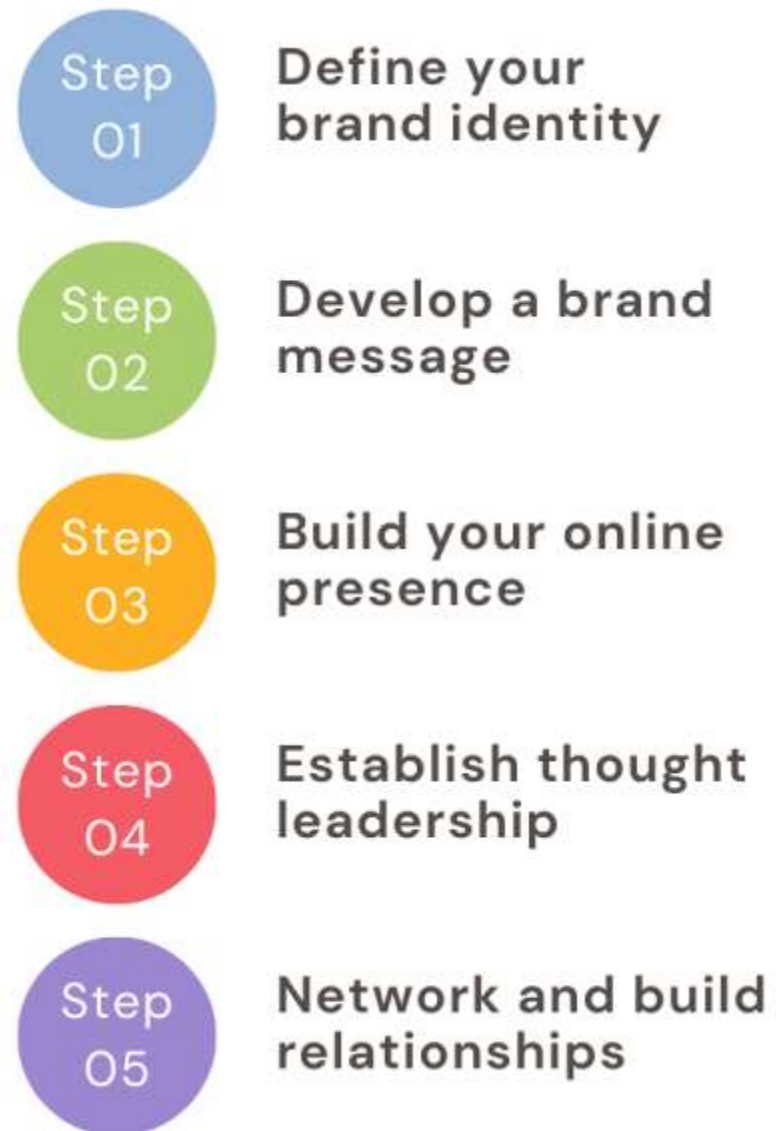 Step
01
Define your
brand identity
Step
02
Develop a brand
message
Step
03
Build your online
presence
Step
04
Establish thought
leadership
Step
05
Network and build
relationships